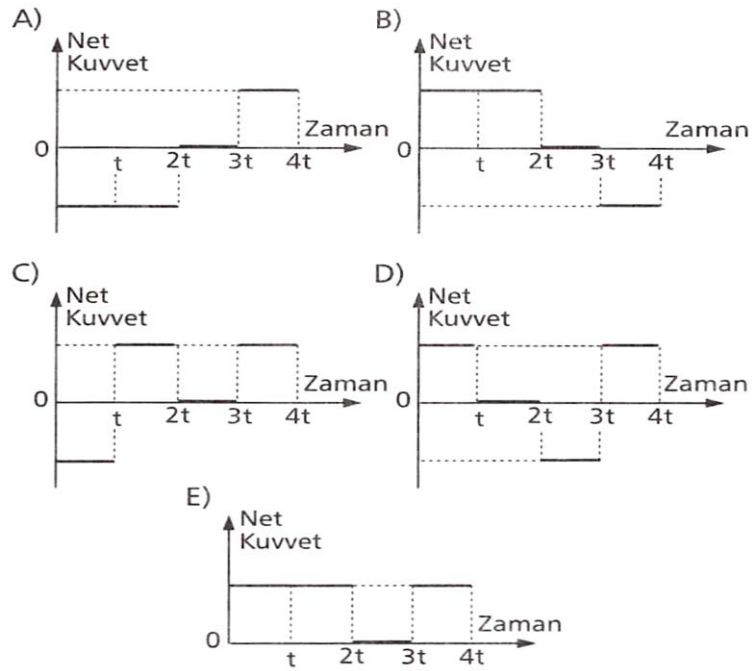 A)
Net
Kuvvet
Zaman
0
t 2t 3t 4t
B)
Net
Kuvvet
Zaman
0
t 2t 3t 4t
C)
Net
Kuvvet
Zaman
0
t 2t 3t 4t
D)
Net
Kuvvet
Zaman
0
t 2t 3t 4t
E)
Net
Kuvvet
Zaman
0
t 2t 3t 4t